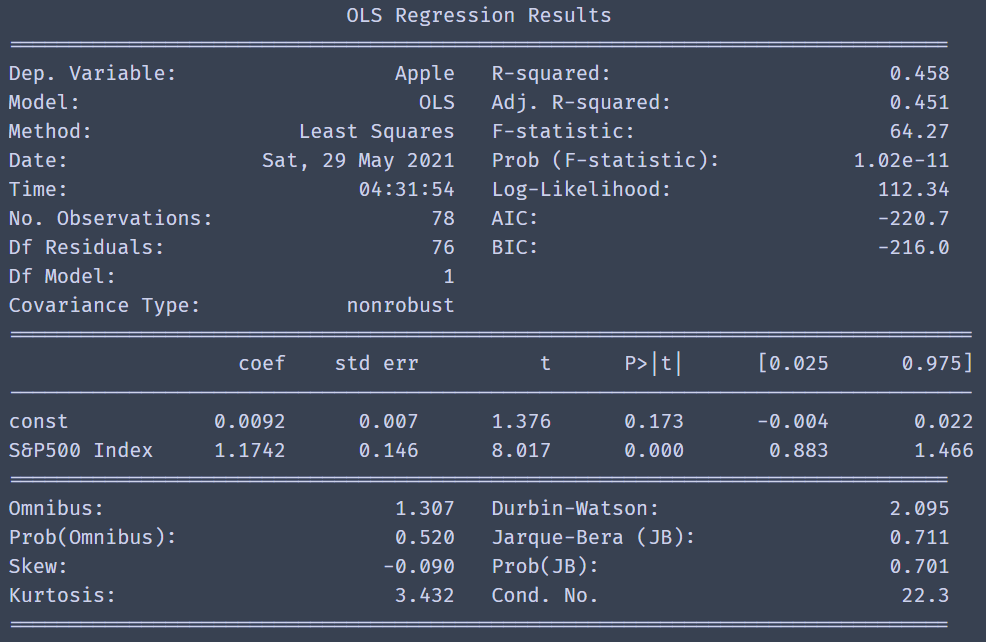 OLS Regression Results
Dep. Variable: Apple R-squared: 0.458
Model: OLS Adj. R-squared: 0.451
Method: Least Squares F-statistic: 64.27
Date: Sat, 29 May 2021 Prob (F-statistic): 1.02e-11
Time: 04:31:54 Log-Likelihood: 112.34
No. Observations: 78 AIC: -220.7
Df Residuals: 76 BIC: -216.0
Df Model: 1
Covariance Type: nonrobust
coef std err t P>|t| [0.025 0.975]
const 0.0092 0.007 1.376 0.173 -0.004 0.022
S&P500 Index 1.1742 0.146 8.017 0.000 0.883 1.466
Omnibus: 1.307 Durbin-Watson: 2.095
Prob(Omnibus): 0.520 Jarque-Bera (JB): 0.711
Skew: -0.090 Prob(JB): 0.701
Kurtosis: 3.432 Cond. No. 22.3